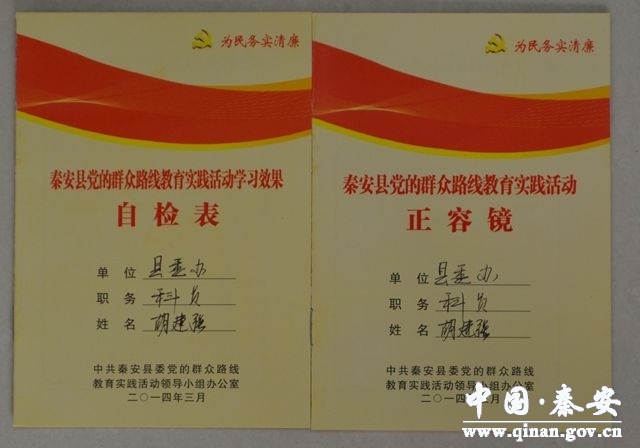 为民务实清廉
秦安县党的群众路线教育实践活动学习效果
自检表
单位 县委办
职务 科员
姓名 胡建强
中共秦安县委党的群众路线
教育实践活动领导小组办公室
二〇一四年三月
为民务实清廉
秦安县党的群众路线教育实践活动
正容镜
单位 县委办
职务 科员
姓名 胡建强
中共秦安县委党的群众路线
教育实践活动领导小组办公室
二〇一四年 月
中国·秦安
www.qinan.gov.cn